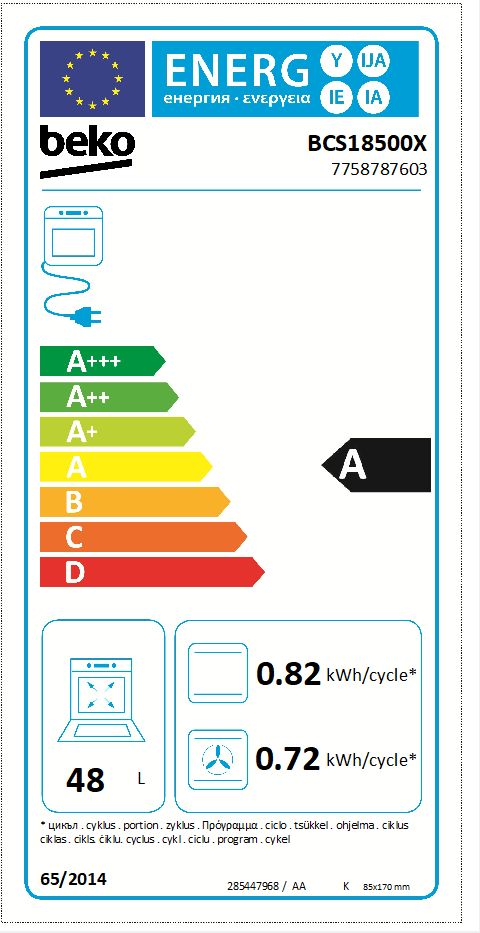 ENERG Y IJA
енергия · ενεργεια IE IA
beko
BCS18500X
7758787603
A+++
A++
A+
A
A
B
C
D
0.82 kWh/cycle*
0.72 kWh/cycle*
48 L
* цикъл . cyklus . portion . zyklus . Πρόγραμμα . ciclo . tsükkel . ohjelma . ciklus
ciklas . cikls. ċiklu. cyclus . cykl . ciclu . program . cykel
65/2014
285447968 / AA K 85x170 mm